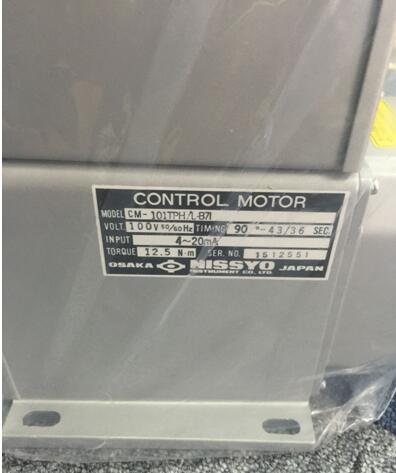 CONTROL MOTOR
MODEL CM-101TPH/L-B71
VOLT. 100V 50/60Hz TIMING 90 °-43/36 SEC.
INPUT 4~20mA
TORQUE 12.5 N·m SER. NO. 1512551
OSAKA NISSYO JAPAN
INSTRUMENT CO. LTD.